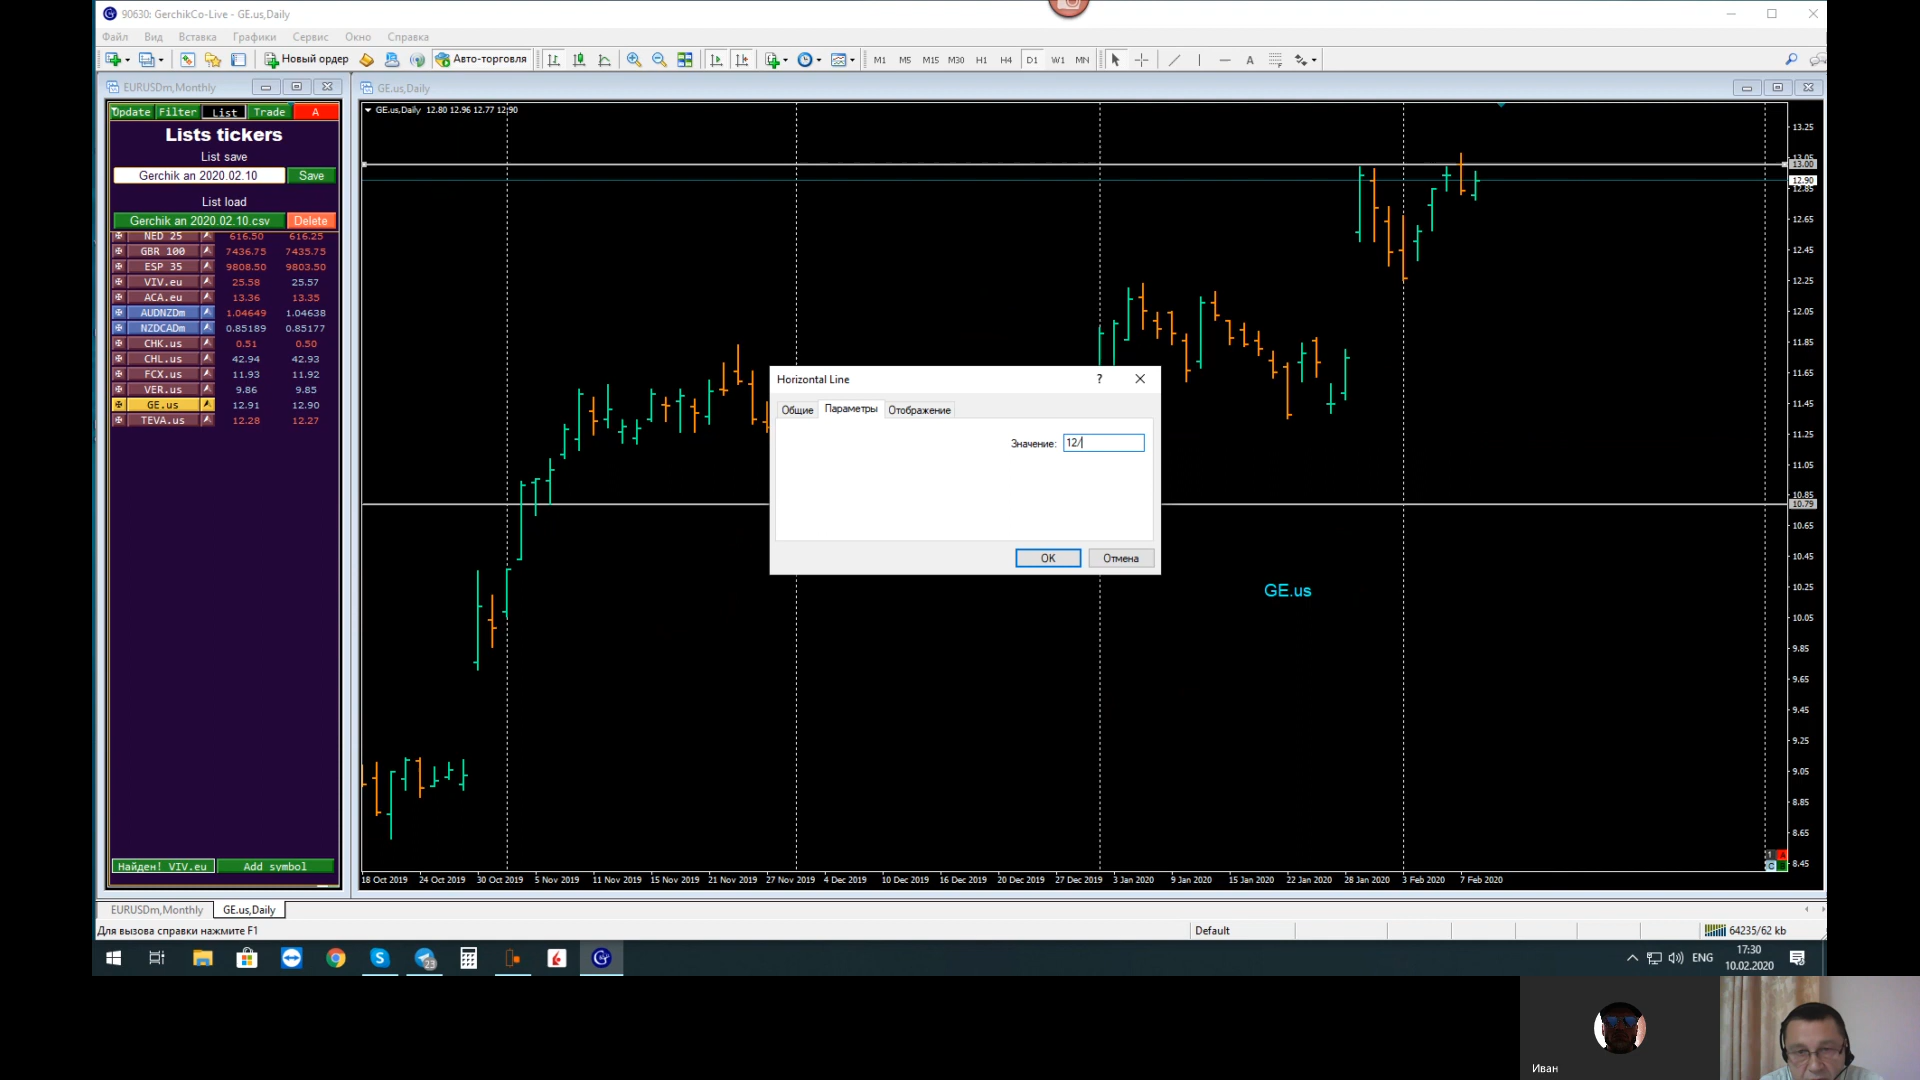 90630: GerchikCo-Live - GE.us,Daily
Файл Вид Вставка Графики Сервис Окно Справка
Новый ордер Авто-торговля M1 M5 M15 M30 H1 H4 D1 W1 MN A
EURUSDm,Monthly
GE.us,Daily
Update Filter List Trade A
GE.us,Daily 12.80 12.96 12.77 12.90
Lists tickers
List save
Gerchik an 2020.02.10 Save
List load
Gerchik an 2020 02.10.csv Delete
NED 25 616.50 616.25
GBR 100 7436.75 7435.75
ESP 35 9808.50 9803.50
VIV.eu 25.58 25.57
ACA.eu 13.36 13.35
AUDNZDm 1.04649 1.04638
NZDCADm 0.85189 0.85177
CHK.us 0.51 0.50
CHL.us 42.94 42.93
FCX.us 11.93 11.92
VER.us 9.86 9.85
GE.us 12.91 12.90
TEVA.us 12.28 12.27
Найден! VIV.eu Add symbol
Horizontal Line ?
Общие Параметры Отображение
Значение: 12/
OK Отмена
GE.us
13.25
13.05
13.00
12.90
12.85
12.65
12.45
12.25
12.05
11.85
11.65
11.45
11.25
11.05
10.85
10.79
10.65
10.45
10.25
10.05
9.85
9.65
9.45
9.25
9.05
8.85
8.65
8.45
1 A
C
18 Oct 2019 24 Oct 2019 30 Oct 2019 5 Nov 2019 11 Nov 2019 15 Nov 2019 21 Nov 2019 27 Nov 2019 4 Dec 2019 10 Dec 2019 16 Dec 2019 20 Dec 2019 27 Dec 2019 3 Jan 2020 9 Jan 2020 15 Jan 2020 22 Jan 2020 28 Jan 2020 3 Feb 2020 7 Feb 2020
EURUSDm,Monthly GE.us,Daily
Для вызова справки нажмите F1 Default 64235/62 kb
23 ENG 17:30
10.02.2020
Иван